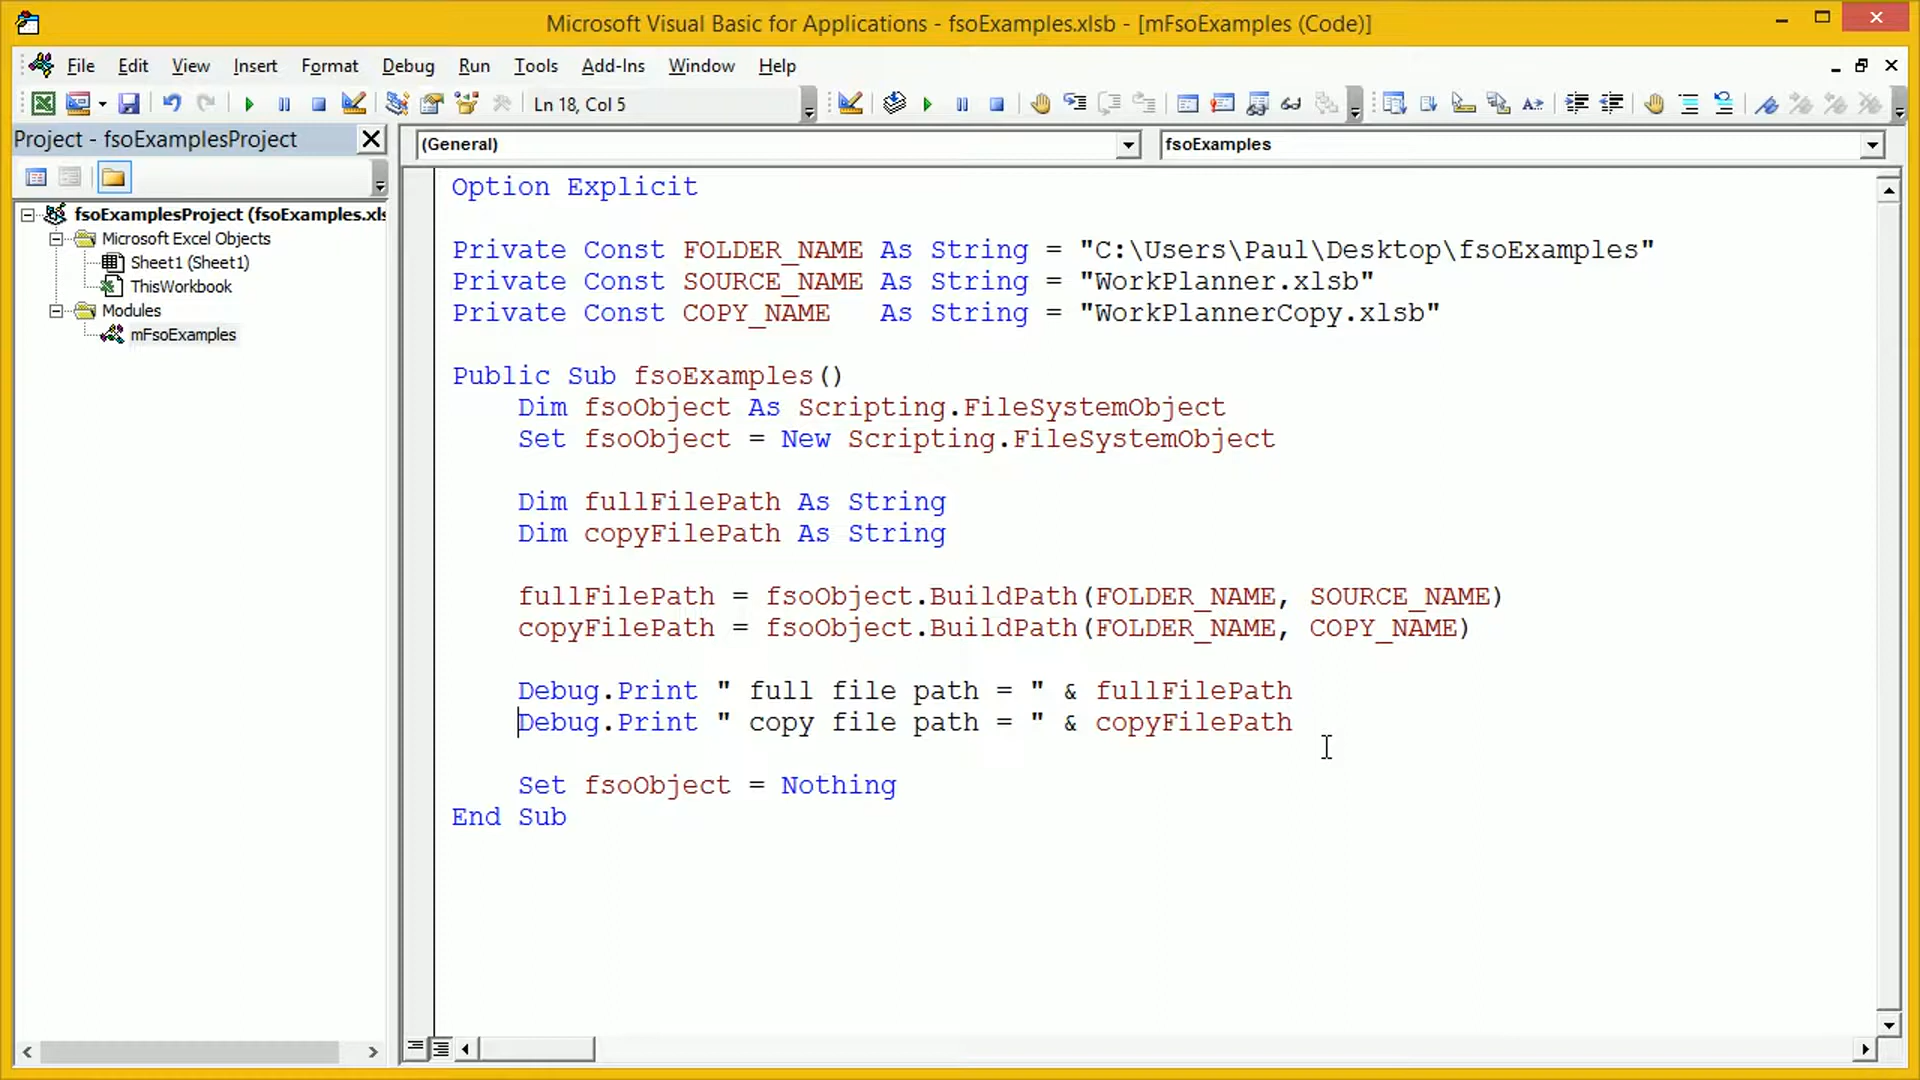 Microsoft Visual Basic for Applications - fsoExamples.xlsb - [mFsoExamples (Code)]
File Edit View Insert Format Debug Run Tools Add-Ins Window Help
Ln 18, Col 5
Project - fsoExamplesProject
(General)
fsoExamples
fsoExamplesProject (fsoExamples.xls
Microsoft Excel Objects
Sheet1 (Sheet1)
ThisWorkbook
Modules
mFsoExamples
Option Explicit
Private Const FOLDER_NAME As String = "C:\Users\Paul\Desktop\fsoExamples"
Private Const SOURCE_NAME As String = "WorkPlanner.xlsb"
Private Const COPY_NAME   As String = "WorkPlannerCopy.xlsb"
Public Sub fsoExamples()
    Dim fsoObject As Scripting.FileSystemObject
    Set fsoObject = New Scripting.FileSystemObject
    Dim fullFilePath As String
    Dim copyFilePath As String
    fullFilePath = fsoObject.BuildPath(FOLDER_NAME, SOURCE_NAME)
    copyFilePath = fsoObject.BuildPath(FOLDER_NAME, COPY_NAME)
    Debug.Print " full file path = " & fullFilePath
    Debug.Print " copy file path = " & copyFilePath
    Set fsoObject = Nothing
End Sub